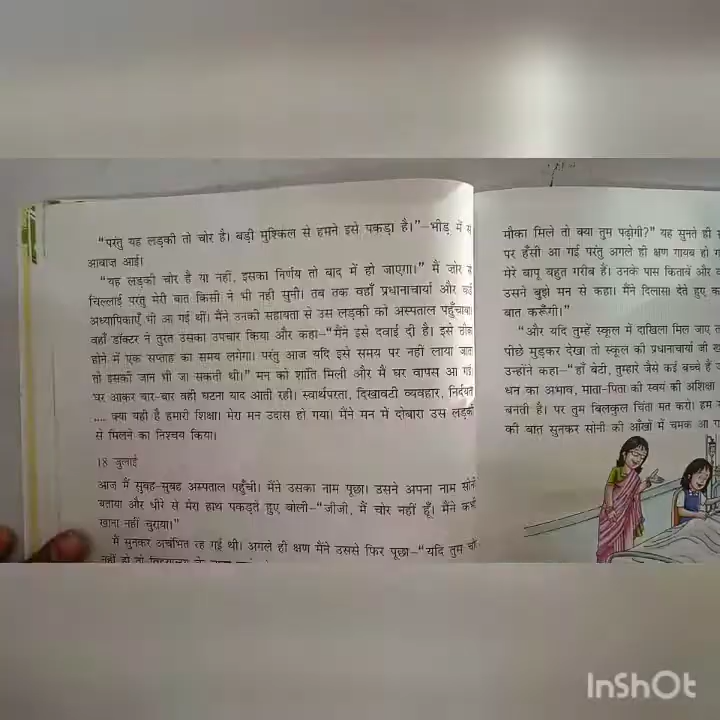 "परंतु यह लड़की तो चोर है। बड़ी मुश्किल से हमने इसे पकड़ा है।"–भीड़ में स
आवाज़ आई।
"यह लड़की चोर है या नहीं, इसका निर्णय तो बाद में हो जाएगा।" मैं ज़ोर स
चिल्लाई परंतु मेरी बात किसी ने भी नहीं सुनी। तब तक वहाँ प्रधानाचार्या और कई
अध्यापिकाएँ भी आ गई थीं। मैंने उनकी सहायता से उस लड़की को अस्पताल पहुँचाया।
वहाँ डॉक्टर ने तुरंत उसका उपचार किया और कहा–"मैंने इसे दवाई दी है। इसे ठीक
होने में एक सप्ताह का समय लगेगा। परंतु आज यदि इसे समय पर नहीं लाया जाता
तो इसकी जान भी जा सकती थी।" मन को शांति मिली और मैं घर वापस आ गई
घर आकर बार-बार वही घटना याद आती रही। स्वार्थपरता, दिखावटी व्यवहार, निर्दयत
.... क्या यही है हमारी शिक्षा। मेरा मन उदास हो गया। मैंने मन में दोबारा उस लड़की
से मिलने का निश्चय किया।
18 जुलाई
आज मैं सुबह-सुबह अस्पताल पहुँची। मैंने उसका नाम पूछा। उसने अपना नाम सोनी
बताया और धीरे से मेरा हाथ पकड़ते हुए बोली–"जीजी, मैं चोर नहीं हूँ। मैंने कभी
खाना नहीं चुराया।"
मैं सुनकर अचंभित रह गई थी। अगले ही क्षण मैंने उससे फिर पूछा–"यदि तुम चो
नहीं हो तो
मौका मिले तो क्या तुम पढ़ोगी?" यह सुनते ही
पर हँसी आ गई परंतु अगले ही क्षण गायब हो ग
मेरे बापू बहुत गरीब हैं। उनके पास किताबें और व
उसने बुझे मन से कहा। मैंने दिलासा देते हुए क
बात करूँगी।"
"और यदि तुम्हें स्कूल में दाखिला मिल जाए त
पीछे मुड़कर देखा तो स्कूल की प्रधानाचार्या जी ख
उन्होंने कहा–"हाँ बेटी, तुम्हारे जैसे कई बच्चे हैं
धन का अभाव, माता-पिता की स्वयं की अशिक्षा
बनती है। पर तुम बिलकुल चिंता मत करो। हम
की बात सुनकर सोनी की आँखों में चमक आ ग
InShOt